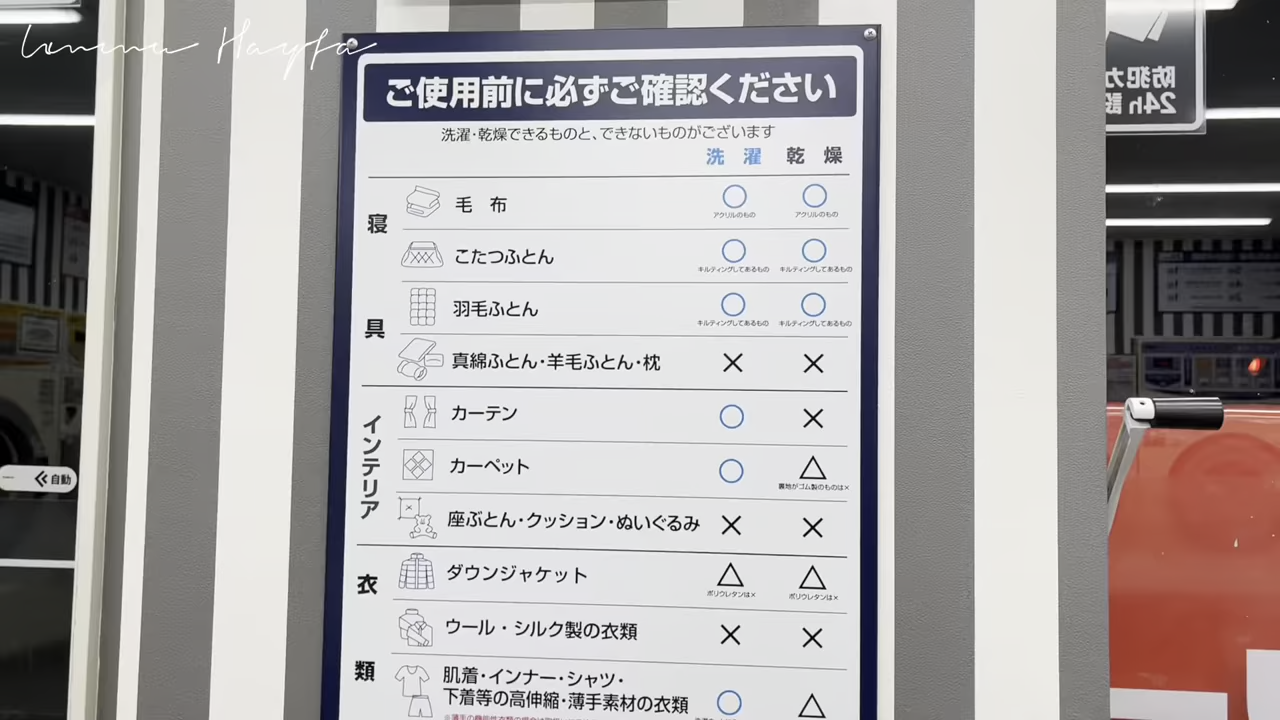 ご使用前に必ずご確認ください
洗濯・乾燥できるものと、できないものがございます
洗濯 乾燥
寝具
毛布
アクリルのもの アクリルのもの
こたつふとん
キルティングしてあるもの キルティングしてあるもの
羽毛ふとん
キルティングしてあるもの キルティングしてあるもの
真綿ふとん・羊毛ふとん・枕 × ×
インテリア
カーテン ×
カーペット △
裏地がゴム製のものは×
座ぶとん・クッション・ぬいぐるみ × ×
衣類
ダウンジャケット △ △
ポリウレタンは× ポリウレタンは×
ウール・シルク製の衣類 × ×
肌着・インナー・シャツ・
下着等の高伸縮・薄手素材の衣類 △
自動
防犯カ
24h 設